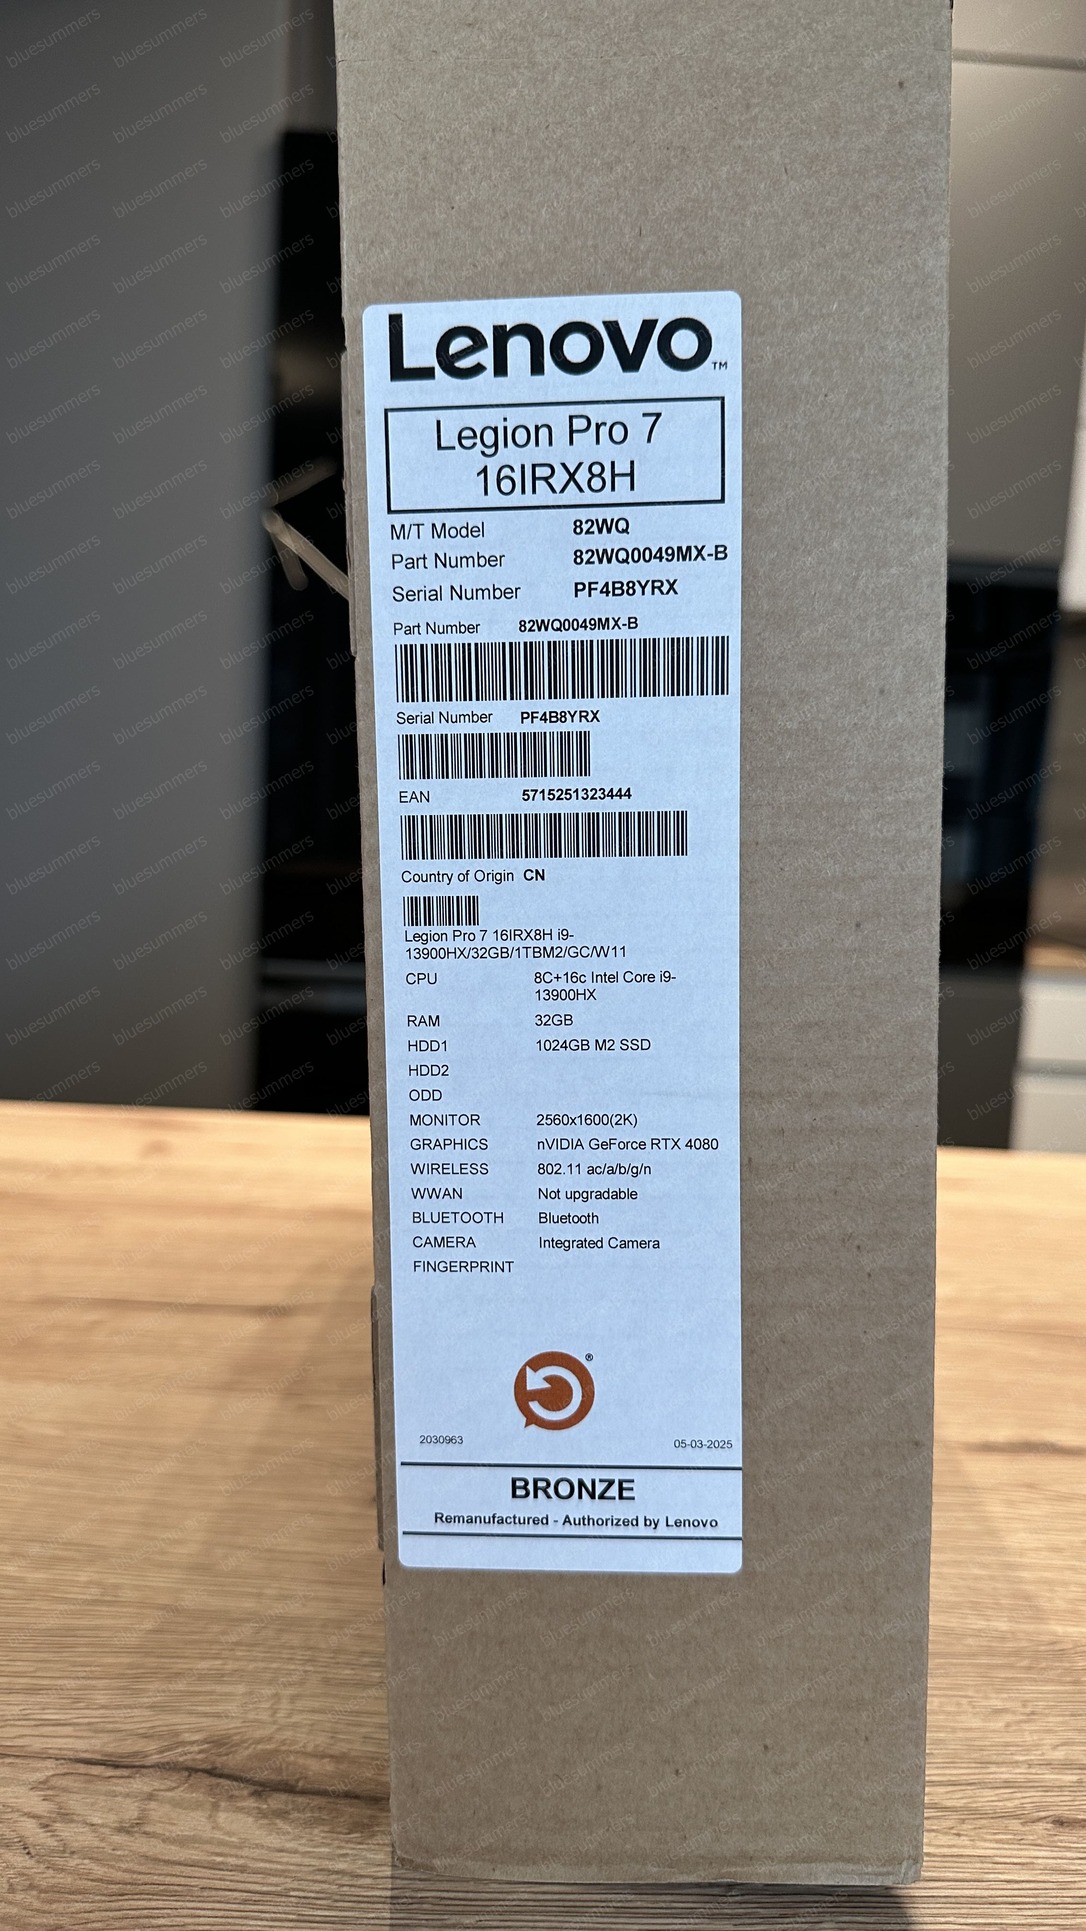 Lenovo™
Legion Pro 7
16IRX8H
M/T Model 82WQ
Part Number 82WQ0049MX-B
Serial Number PF4B8YRX
Part Number 82WQ0049MX-B
Serial Number PF4B8YRX
EAN 5715251323444
Country of Origin CN
Legion Pro 7 16IRX8H i9-
13900HX/32GB/1TBM2/GC/W11
CPU 8C+16c Intel Core i9-
13900HX
RAM 32GB
HDD1 1024GB M2 SSD
HDD2
ODD
MONITOR 2560x1600(2K)
GRAPHICS nVIDIA GeForce RTX 4080
WIRELESS 802.11 ac/a/b/g/n
WWAN Not upgradable
BLUETOOTH Bluetooth
CAMERA Integrated Camera
FINGERPRINT
®
2030963 05-03-2025
BRONZE
Remanufactured - Authorized by Lenovo
bluesummers